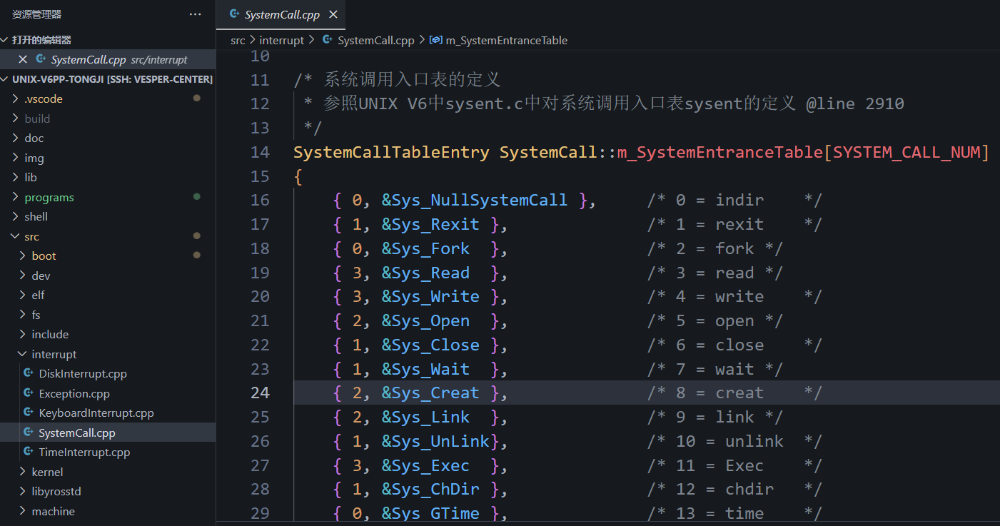 资源管理器 ···
打开的编辑器
SystemCall.cpp src/interrupt
UNIX-V6PP-TONGJI [SSH: VESPER-CENTER]
.vscode
build
doc
img
lib
programs
shell
src
boot
dev
elf
fs
include
interrupt
DiskInterrupt.cpp
Exception.cpp
KeyboardInterrupt.cpp
SystemCall.cpp
TimeInterrupt.cpp
kernel
libyrosstd
machine
SystemCall.cpp
src > interrupt > SystemCall.cpp > m_SystemEntranceTable
10
11 /* 系统调用入口表的定义
12 * 参照UNIX V6中sysent.c中对系统调用入口表sysent的定义 @line 2910
13 */
14 SystemCallTableEntry SystemCall::m_SystemEntranceTable[SYSTEM_CALL_NUM]
15 {
16 { 0, &Sys_NullSystemCall }, /* 0 = indir */
17 { 1, &Sys_Rexit }, /* 1 = rexit */
18 { 0, &Sys_Fork }, /* 2 = fork */
19 { 3, &Sys_Read }, /* 3 = read */
20 { 3, &Sys_Write }, /* 4 = write */
21 { 2, &Sys_Open }, /* 5 = open */
22 { 1, &Sys_Close }, /* 6 = close */
23 { 1, &Sys_Wait }, /* 7 = wait */
24 { 2, &Sys_Creat }, /* 8 = creat */
25 { 2, &Sys_Link }, /* 9 = link */
26 { 1, &Sys_UnLink}, /* 10 = unlink */
27 { 3, &Sys_Exec }, /* 11 = Exec */
28 { 1, &Sys_ChDir }, /* 12 = chdir */
29 { 0, &Sys_GTime }, /* 13 = time */